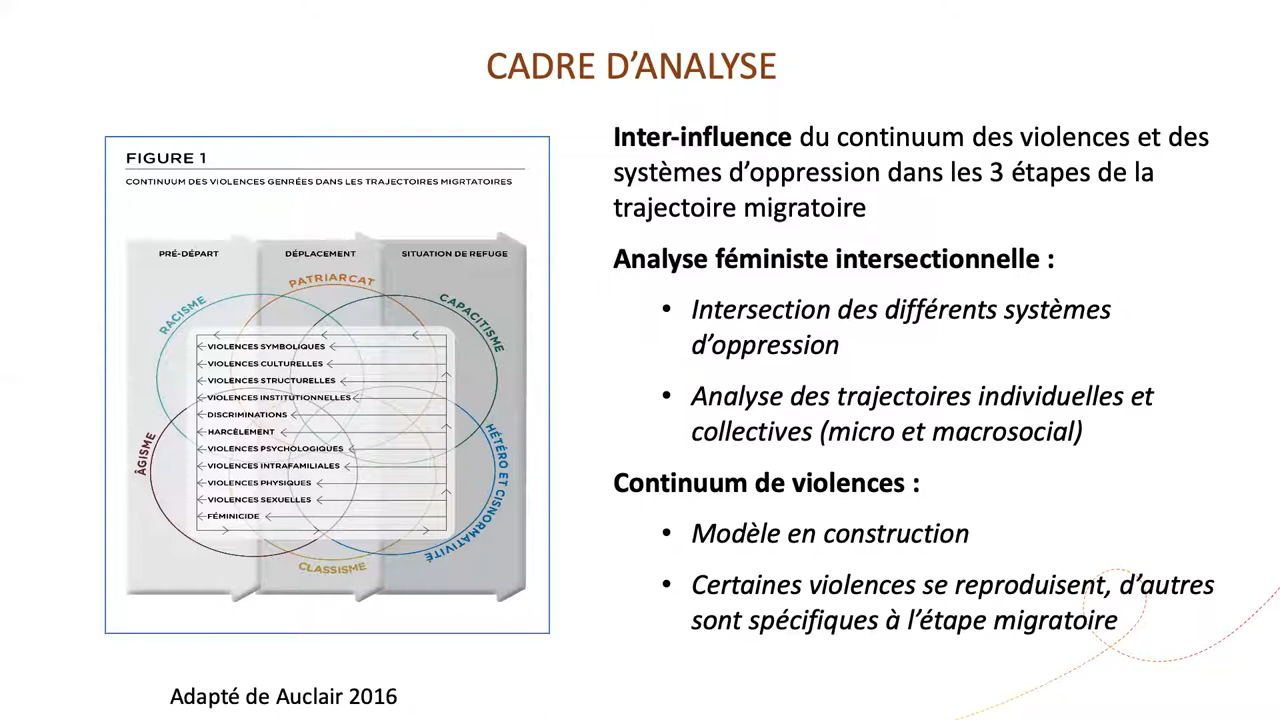 CADRE D'ANALYSE
FIGURE 1
CONTINUUM DES VIOLENCES GENRÉES DANS LES TRAJECTOIRES MIGRTATOIRES
PRÉ-DÉPART
DÉPLACEMENT
SITUATION DE REFUGE
PATRIARCAT
RACISME
CAPACITISME
VIOLENCES SYMBOLIQUES
VIOLENCES CULTURELLES
VIOLENCES STRUCTURELLES
VIOLENCES INSTITUTIONNELLES
DISCRIMINATIONS
HARCÈLEMENT
VIOLENCES PSYCHOLOGIQUES
VIOLENCES INTRAFAMILIALES
VIOLENCES PHYSIQUES
VIOLENCES SEXUELLES
FÉMINICIDE
ÂGISME
HÉTÉRO ET CISNORMATIVITÉ
CLASSISME
Adapté de Auclair 2016
Inter-influence du continuum des violences et des
systèmes d'oppression dans les 3 étapes de la
trajectoire migratoire
Analyse féministe intersectionnelle :
• Intersection des différents systèmes
d'oppression
• Analyse des trajectoires individuelles et
collectives (micro et macrosocial)
Continuum de violences :
• Modèle en construction
• Certaines violences se reproduisent, d'autres
sont spécifiques à l'étape migratoire